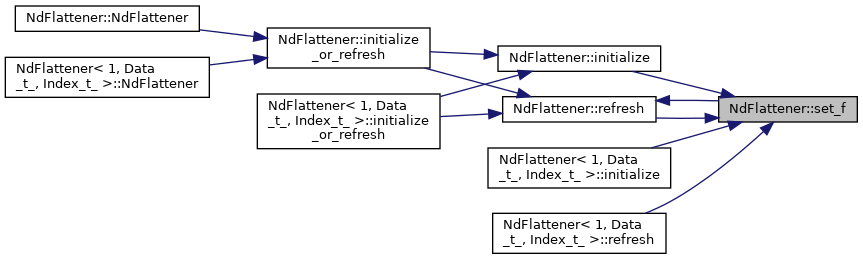 NdFlattener::NdFlattener
NdFlattener< 1, Data
_t_, Index_t_ >::NdFlattener
NdFlattener::initialize
_or_refresh
NdFlattener< 1, Data
_t_, Index_t_ >::initialize
_or_refresh
NdFlattener::initialize
NdFlattener::refresh
NdFlattener< 1, Data
_t_, Index_t_ >::initialize
NdFlattener< 1, Data
_t_, Index_t_ >::refresh
NdFlattener::set_f